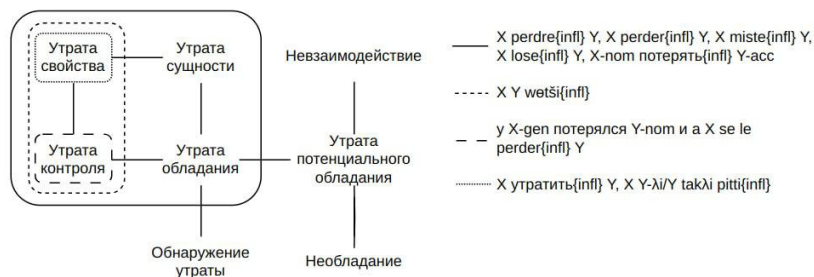 Утрата
свойства
Утрата
сущности
Невзаимодействие
Утрата
контроля
Утрата
обладания
Утрата
потенциального
обладания
Обнаружение
утраты
Необладание
X perdre{infl} Y, X perder{infl} Y, X miste{infl} Y,
X lose{infl} Y, X-nom потерять{infl} Y-acc
X Y wɵtši{infl}
у X-gen потерялся Y-nom и a X se le
perder{infl} Y
X утратить{infl} Y, X Y-λi/Y takλi pitti{infl}